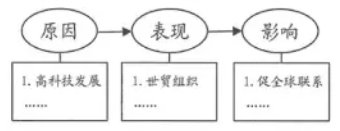 原因
表现
影响
1.高科技发展
……
1.世贸组织
……
1.促全球联系
……